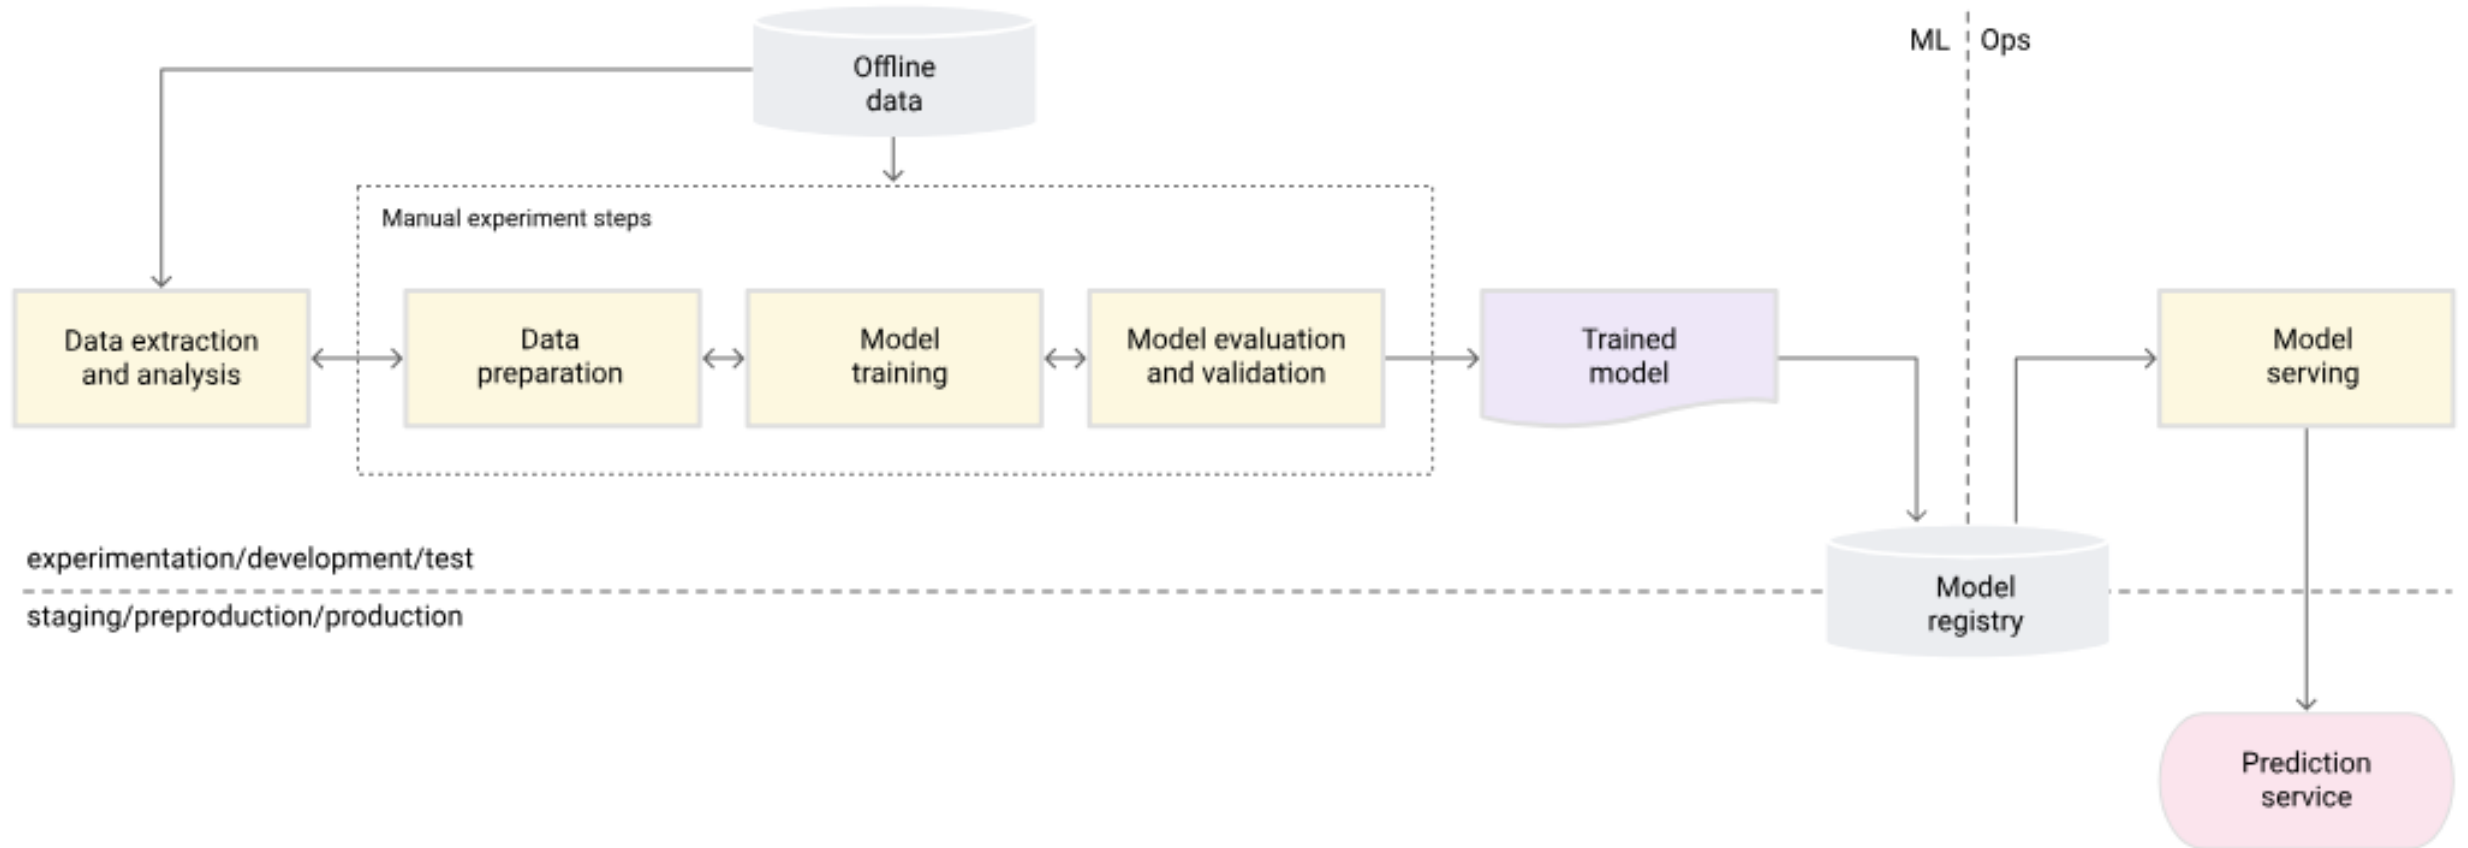 Offline
data
ML
Ops
Manual experiment steps
Data extraction
and analysis
Data
preparation
Model
training
Model evaluation
and validation
Trained
model
Model
serving
experimentation/development/test
staging/preproduction/production
Model
registry
Prediction
service